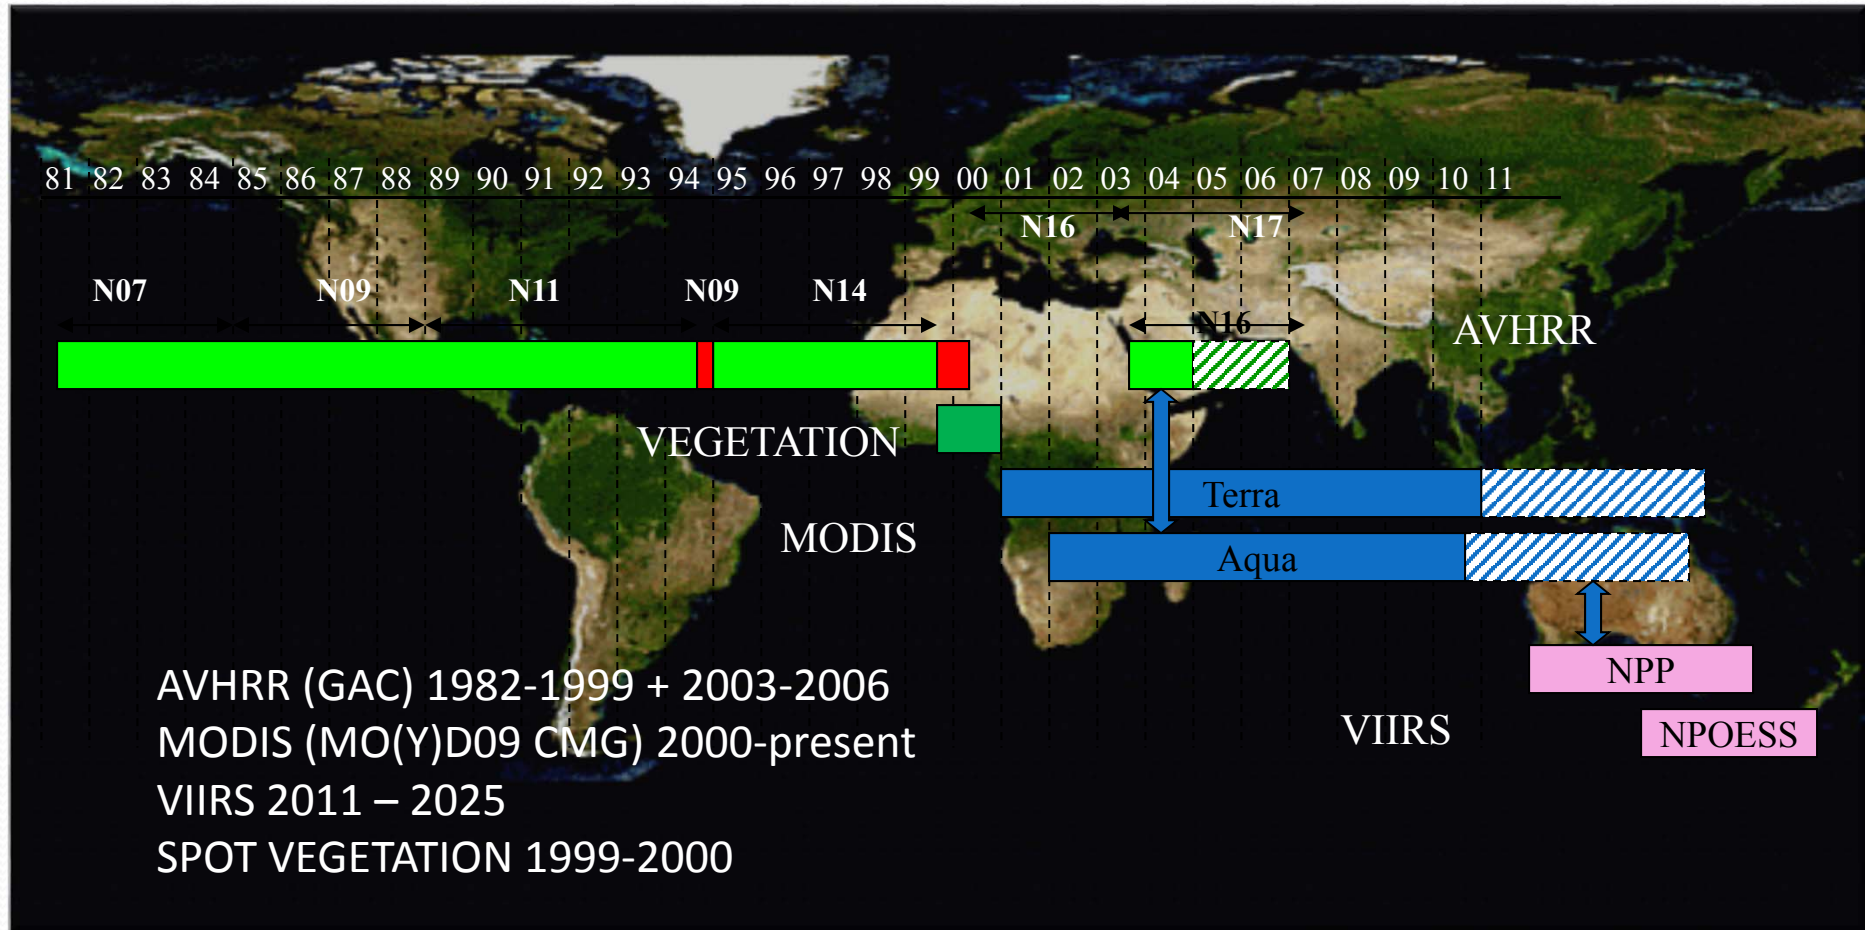 81 82 83 84 85 86 87 88 89 90 91 92 93 94 95 96 97 98 99 00 01 02 03 04 05 06 07 08 09 10 11
N16 N17
N07 N09 N11 N09 N14
N16
AVHRR
VEGETATION
Terra
MODIS
Aqua
NPP
VIIRS
NPOESS
AVHRR (GAC) 1982-1999 + 2003-2006
MODIS (MO(Y)D09 CMG) 2000-present
VIIRS 2011 – 2025
SPOT VEGETATION 1999-2000